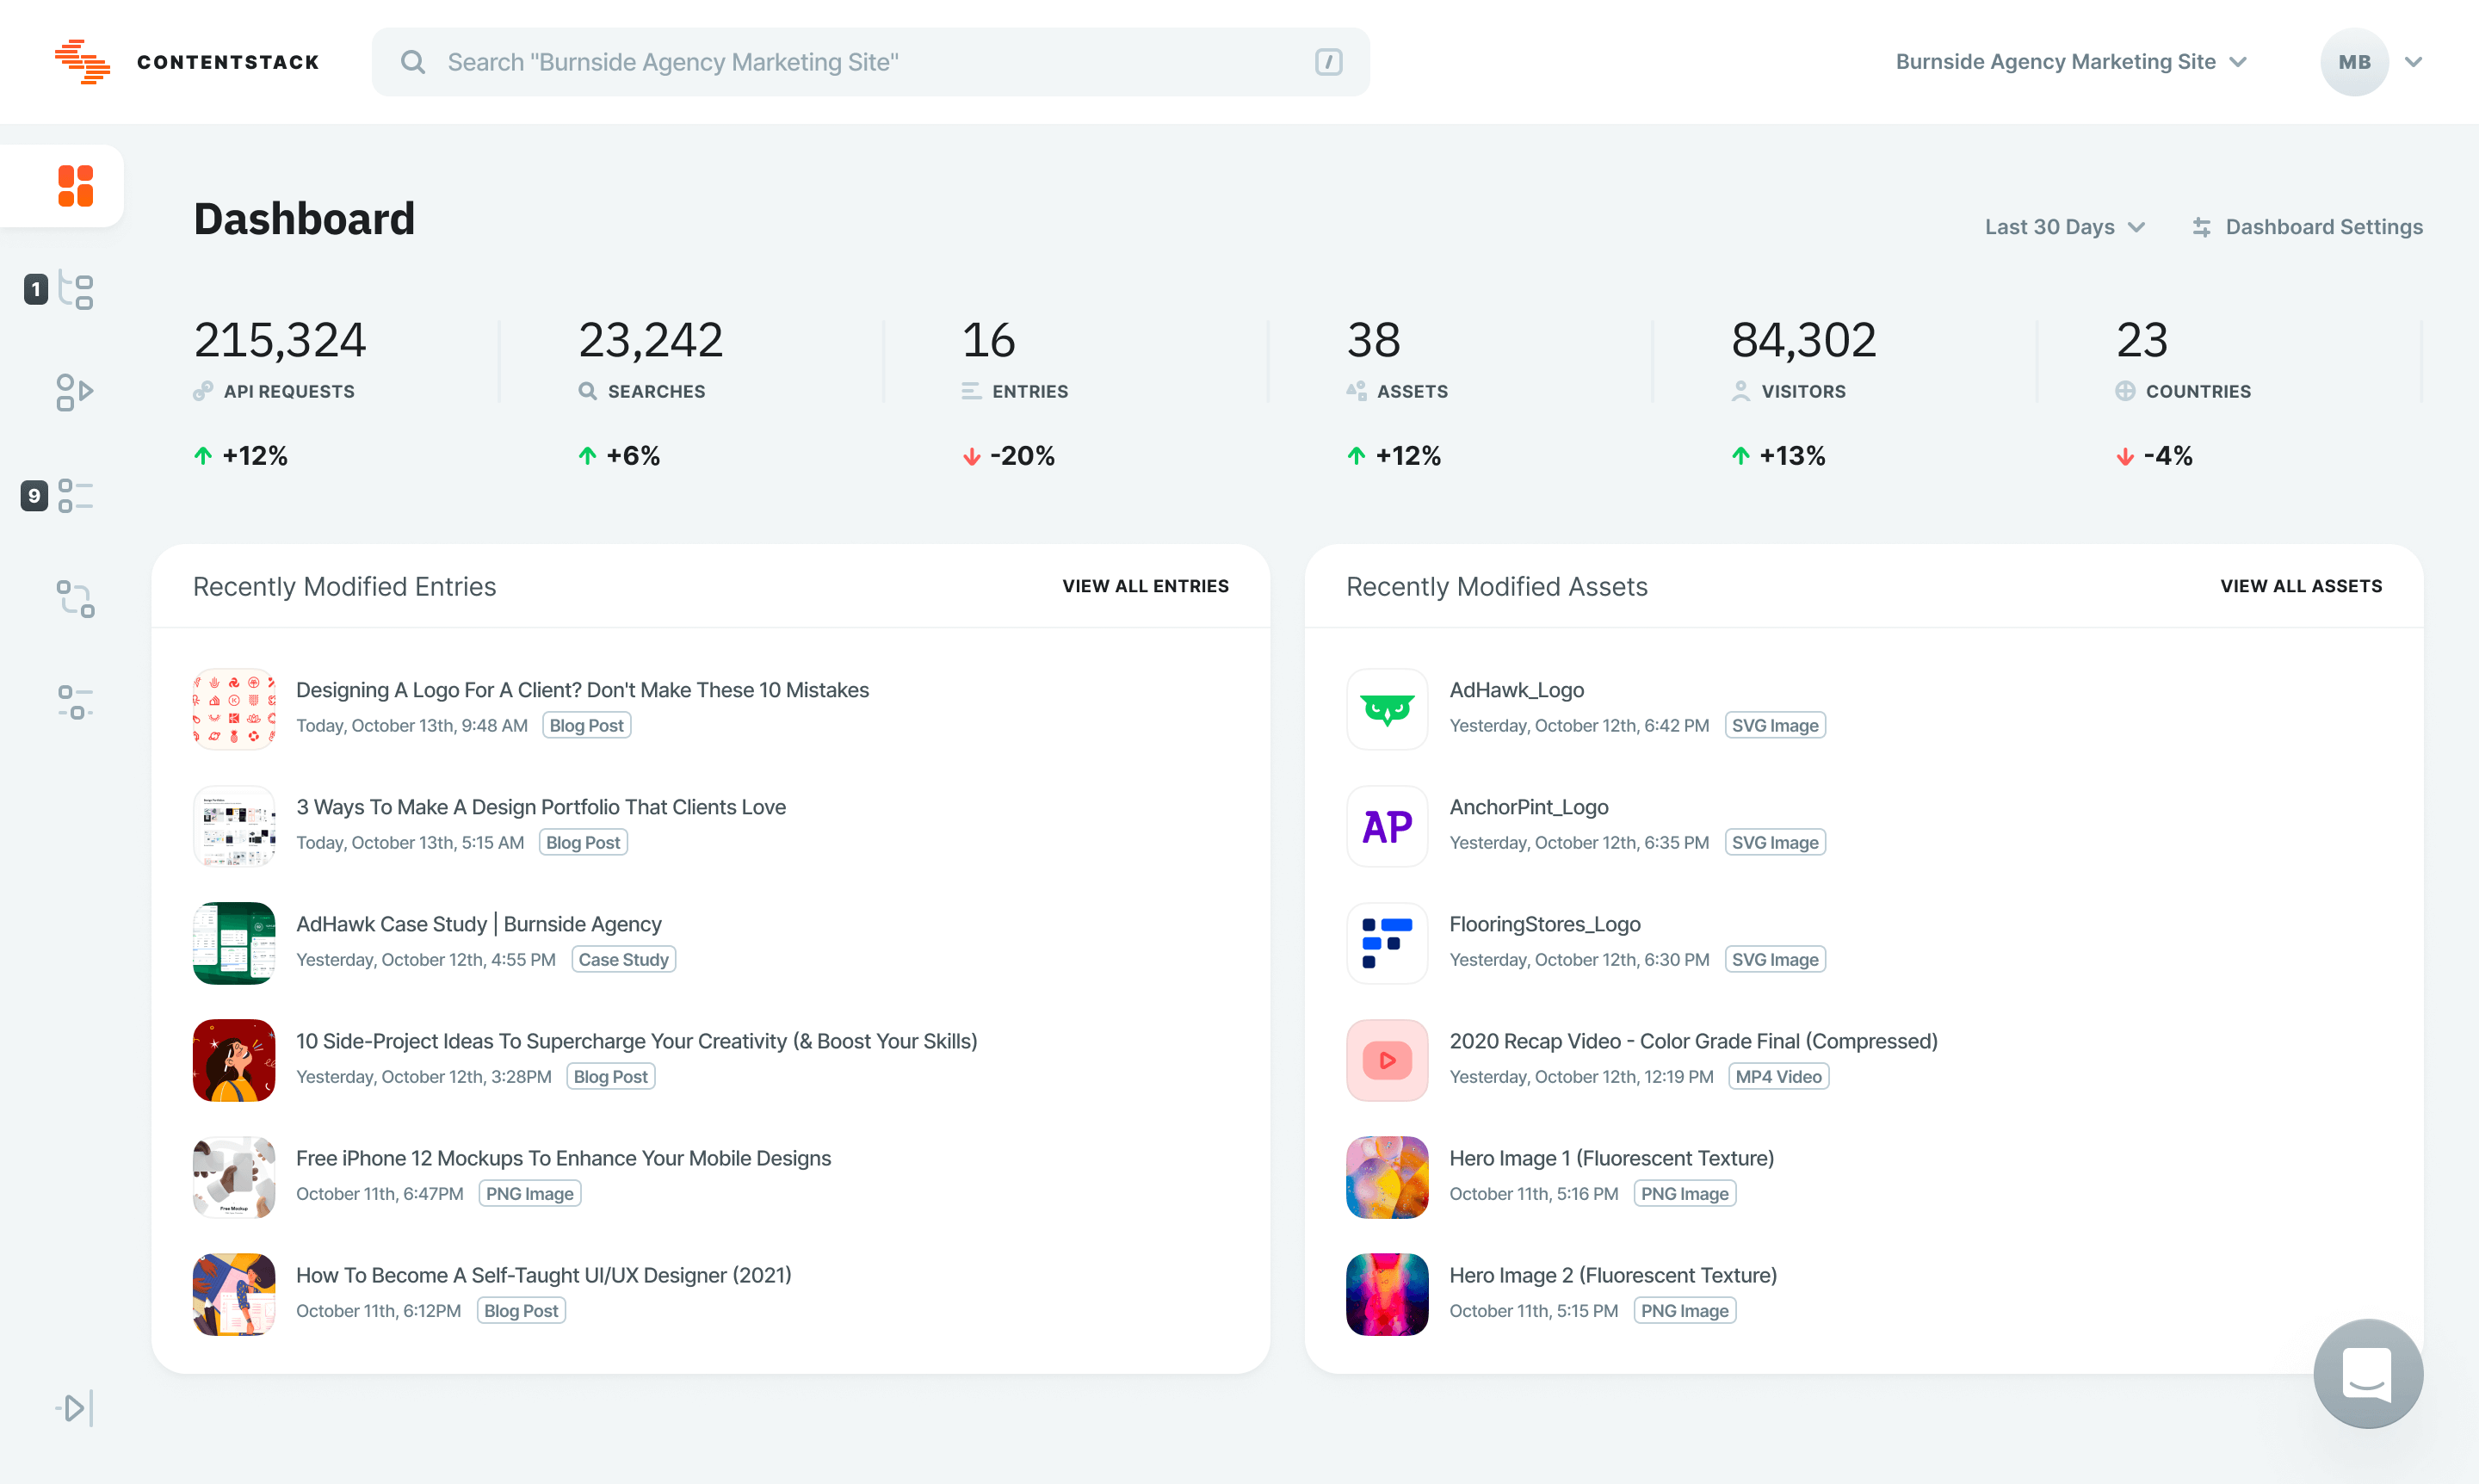 CONTENTSTACK
Search "Burnside Agency Marketing Site"
/
Burnside Agency Marketing Site
MB
Dashboard
Last 30 Days
Dashboard Settings
1
9
215,324
API REQUESTS
+12%
23,242
SEARCHES
+6%
16
ENTRIES
-20%
38
ASSETS
+12%
84,302
VISITORS
+13%
23
COUNTRIES
-4%
Recently Modified Entries
VIEW ALL ENTRIES
Designing A Logo For A Client? Don't Make These 10 Mistakes
Today, October 13th, 9:48 AM Blog Post
3 Ways To Make A Design Portfolio That Clients Love
Today, October 13th, 5:15 AM Blog Post
AdHawk Case Study | Burnside Agency
Yesterday, October 12th, 4:55 PM Case Study
10 Side-Project Ideas To Supercharge Your Creativity (& Boost Your Skills)
Yesterday, October 12th, 3:28PM Blog Post
Free Mockup
Free iPhone 12 Mockups To Enhance Your Mobile Designs
October 11th, 6:47PM PNG Image
How To Become A Self-Taught UI/UX Designer (2021)
October 11th, 6:12PM Blog Post
Recently Modified Assets
VIEW ALL ASSETS
AdHawk_Logo
Yesterday, October 12th, 6:42 PM SVG Image
AP
AnchorPint_Logo
Yesterday, October 12th, 6:35 PM SVG Image
FlooringStores_Logo
Yesterday, October 12th, 6:30 PM SVG Image
2020 Recap Video - Color Grade Final (Compressed)
Yesterday, October 12th, 12:19 PM MP4 Video
Hero Image 1 (Fluorescent Texture)
October 11th, 5:16 PM PNG Image
Hero Image 2 (Fluorescent Texture)
October 11th, 5:15 PM PNG Image